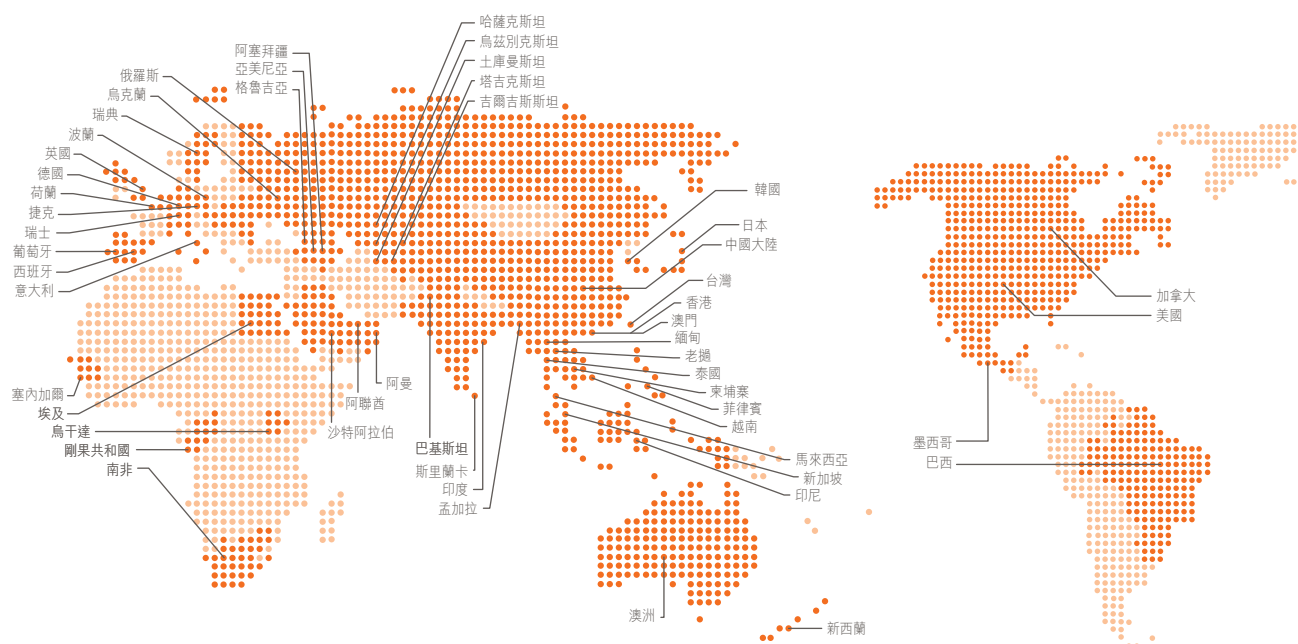 哈薩克斯坦
烏茲別克斯坦
土庫曼斯坦
塔吉克斯坦
吉爾吉斯斯坦
阿塞拜疆
亞美尼亞
格魯吉亞
俄羅斯
烏克蘭
瑞典
波蘭
英國
德國
荷蘭
捷克
瑞士
葡萄牙
西班牙
意大利
韓國
日本
中國大陸
台灣
香港
澳門
緬甸
老撾
泰國
柬埔寨
菲律賓
越南
馬來西亞
新加坡
印尼
塞內加爾
埃及
烏干達
剛果共和國
南非
阿曼
阿聯酋
沙特阿拉伯
巴基斯坦
斯里蘭卡
印度
孟加拉
澳洲
新西蘭
加拿大
美國
墨西哥
巴西